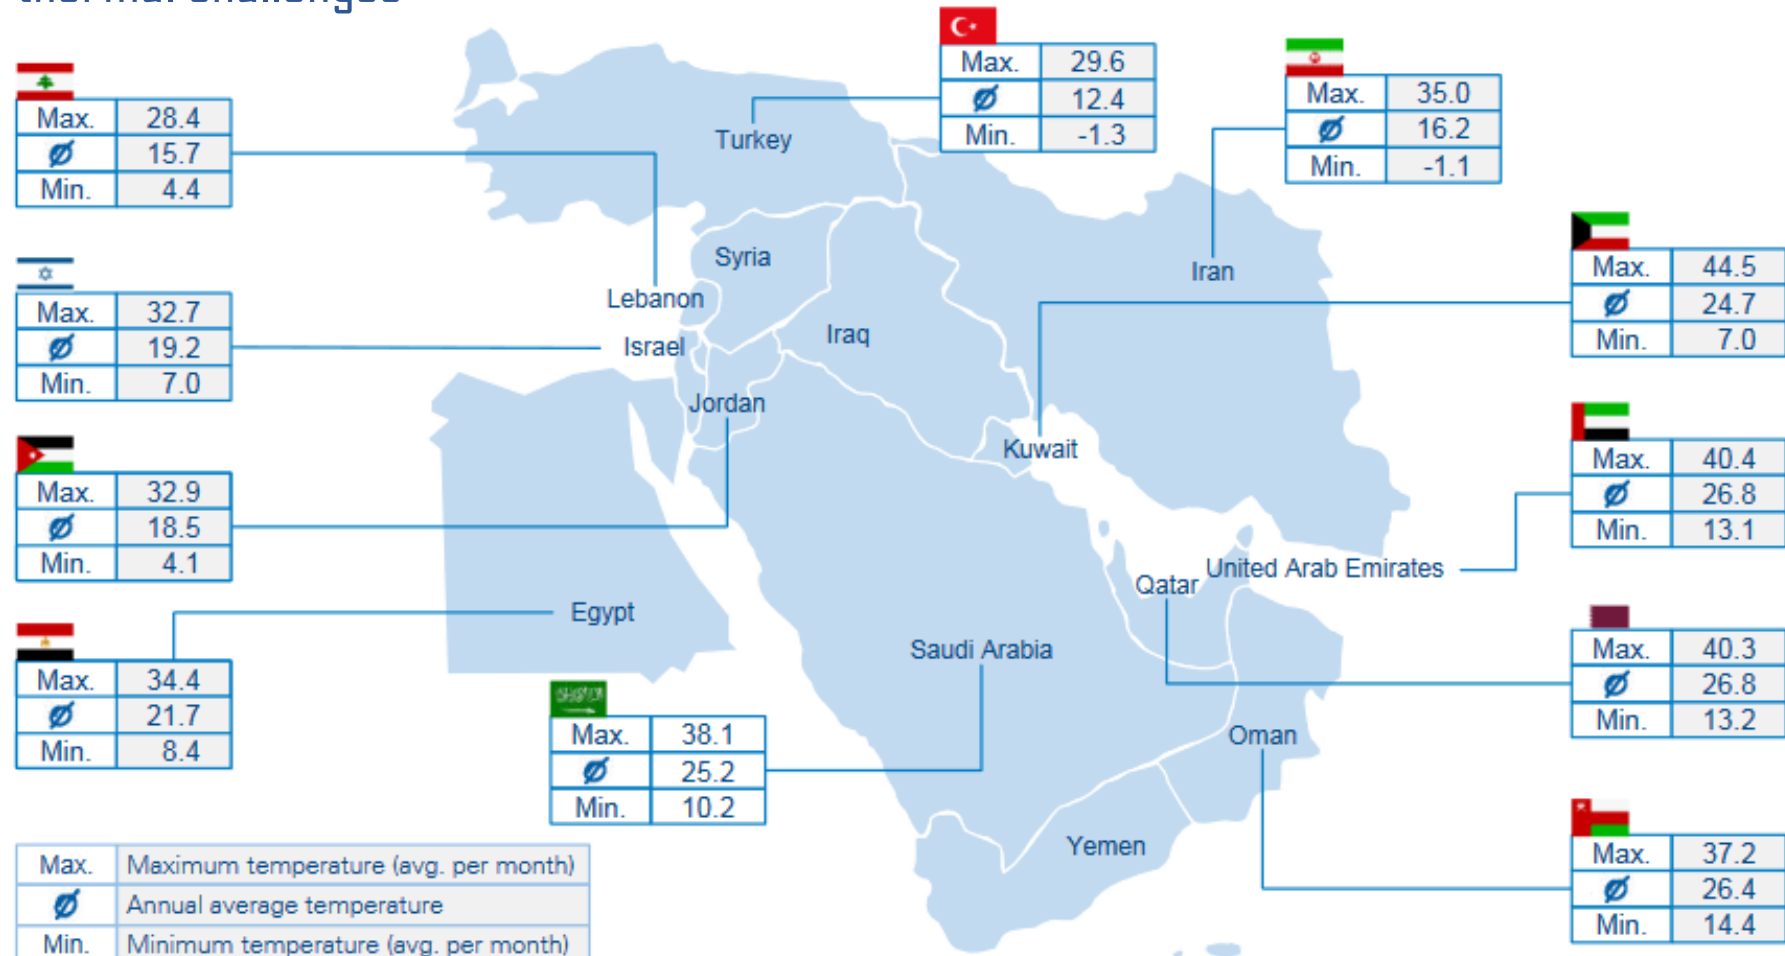 thermal challenges
Max. 29.6
Ø 12.4
Min. -1.3
Max. 35.0
Ø 16.2
Min. -1.1
Max. 28.4
Ø 15.7
Min. 4.4
Turkey
Max. 44.5
Ø 24.7
Min. 7.0
Syria
Iran
Lebanon
Max. 32.7
Ø 19.2
Min. 7.0
Iraq
Israel
Jordan
Kuwait
Max. 40.4
Ø 26.8
Min. 13.1
Max. 32.9
Ø 18.5
Min. 4.1
United Arab Emirates
Qatar
Egypt
Saudi Arabia
Max. 40.3
Ø 26.8
Min. 13.2
Max. 34.4
Ø 21.7
Min. 8.4
Max. 38.1
Ø 25.2
Min. 10.2
Oman
Yemen
Max. 37.2
Ø 26.4
Min. 14.4
Max. Maximum temperature (avg. per month)
Ø Annual average temperature
Min. Minimum temperature (avg. per month)